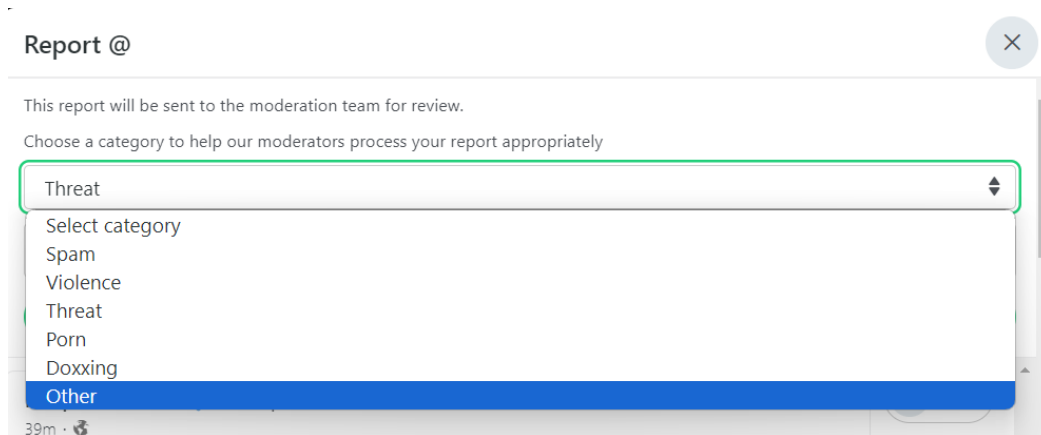 Report @
This report will be sent to the moderation team for review.
Choose a category to help our moderators process your report appropriately
Threat
Select category
Spam
Violence
Threat
Porn
Doxxing
Other
39m ·